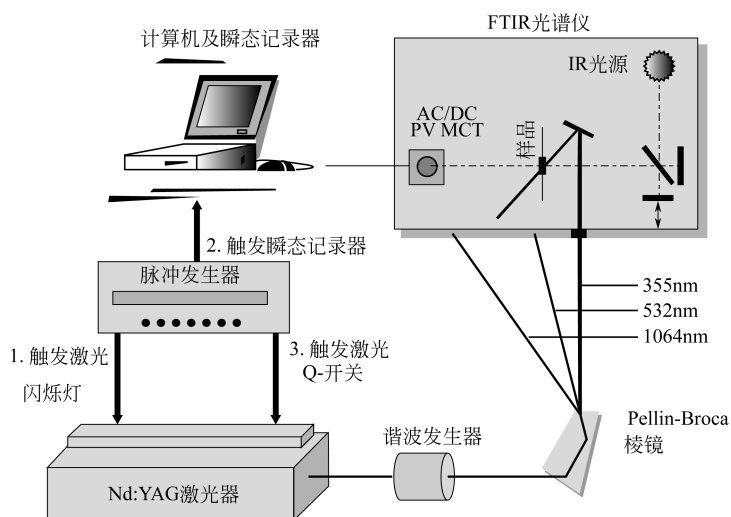 FTIR光谱仪
计算机及瞬态记录器
IR光源
AC/DC
PV MCT
样品
2. 触发瞬态记录器
脉冲发生器
355nm
532nm
1064nm
1. 触发激光
闪烁灯
3. 触发激光
Q-开关
Pellin-Broca
棱镜
谐波发生器
Nd:YAG激光器